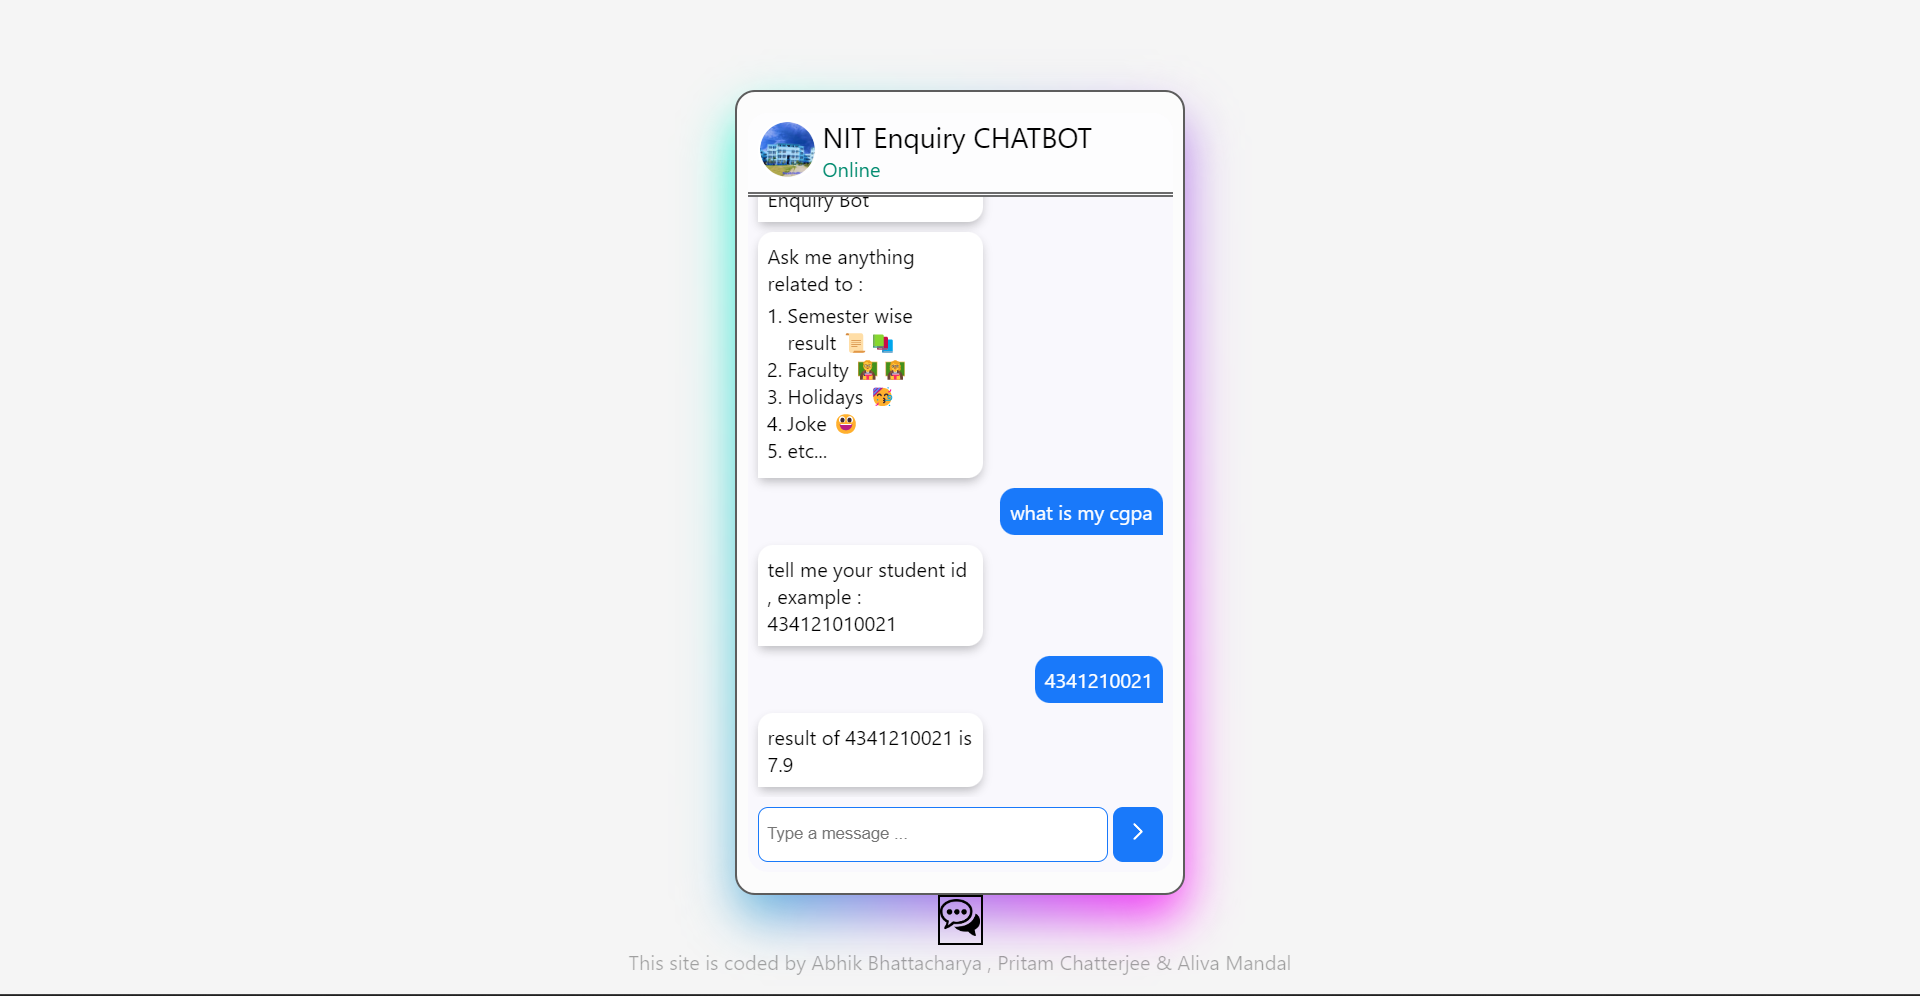 NIT Enquiry CHATBOT
Online
Enquiry Bot
Ask me anything
related to :
1. Semester wise
result
2. Faculty
3. Holidays
4. Joke
5. etc...
what is my cgpa
tell me your student id
, example :
434121010021
4341210021
result of 4341210021 is
7.9
Type a message ...
This site is coded by Abhik Bhattacharya , Pritam Chatterjee & Aliva Mandal